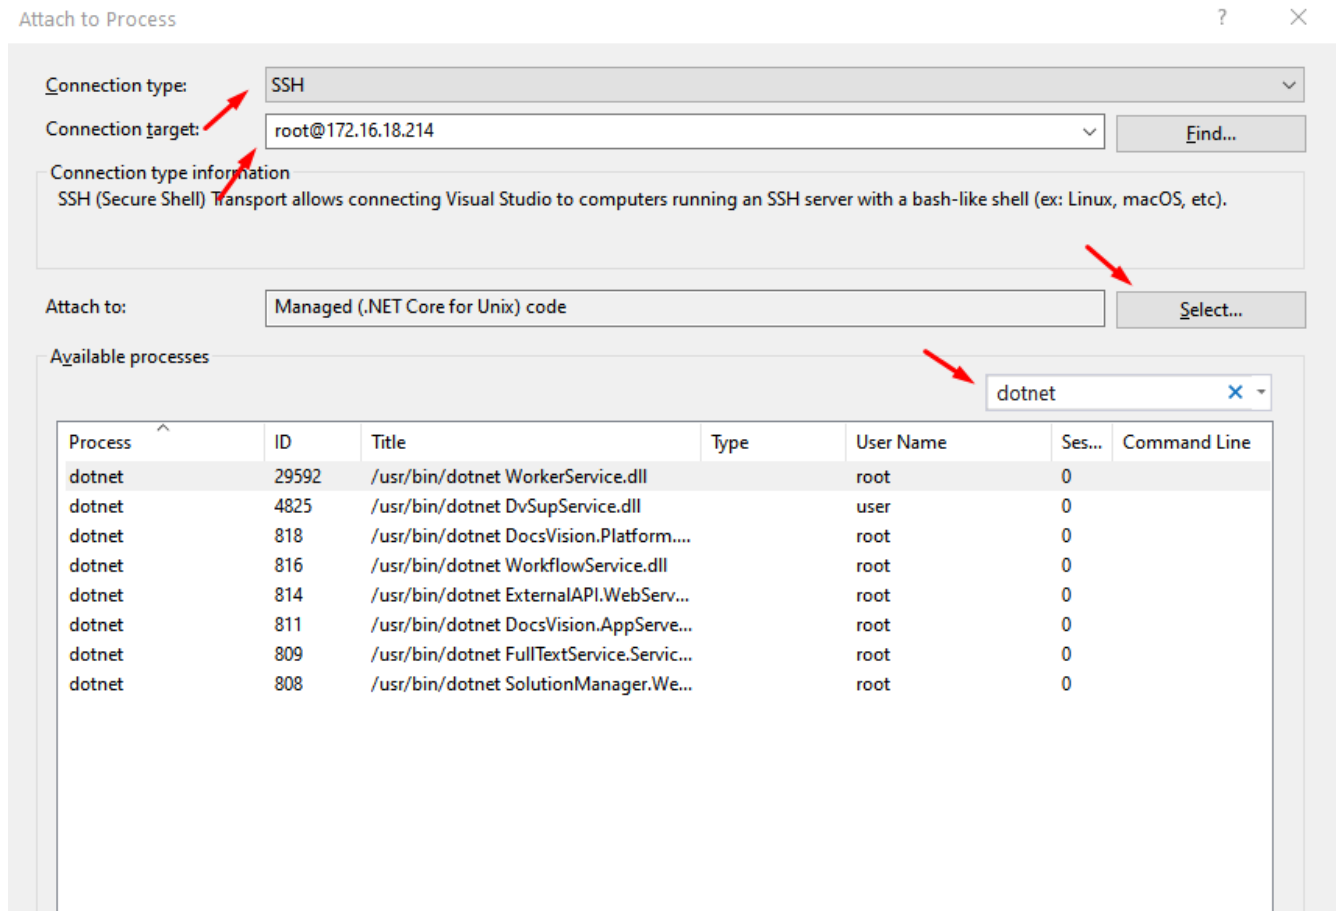 Attach to Process ? ×
Connection type: SSH
Connection target: root@172.16.18.214 Find...
Connection type information
SSH (Secure Shell) Transport allows connecting Visual Studio to computers running an SSH server with a bash-like shell (ex: Linux, macOS, etc).
Attach to: Managed (.NET Core for Unix) code Select...
Available processes
dotnet
Process ID Title Type User Name Ses... Command Line
dotnet 29592 /usr/bin/dotnet WorkerService.dll root 0
dotnet 4825 /usr/bin/dotnet DvSupService.dll user 0
dotnet 818 /usr/bin/dotnet DocsVision.Platform.... root 0
dotnet 816 /usr/bin/dotnet WorkflowService.dll root 0
dotnet 814 /usr/bin/dotnet ExternalAPI.WebServ... root 0
dotnet 811 /usr/bin/dotnet DocsVision.AppServe... root 0
dotnet 809 /usr/bin/dotnet FullTextService.Servic... root 0
dotnet 808 /usr/bin/dotnet SolutionManager.We... root 0